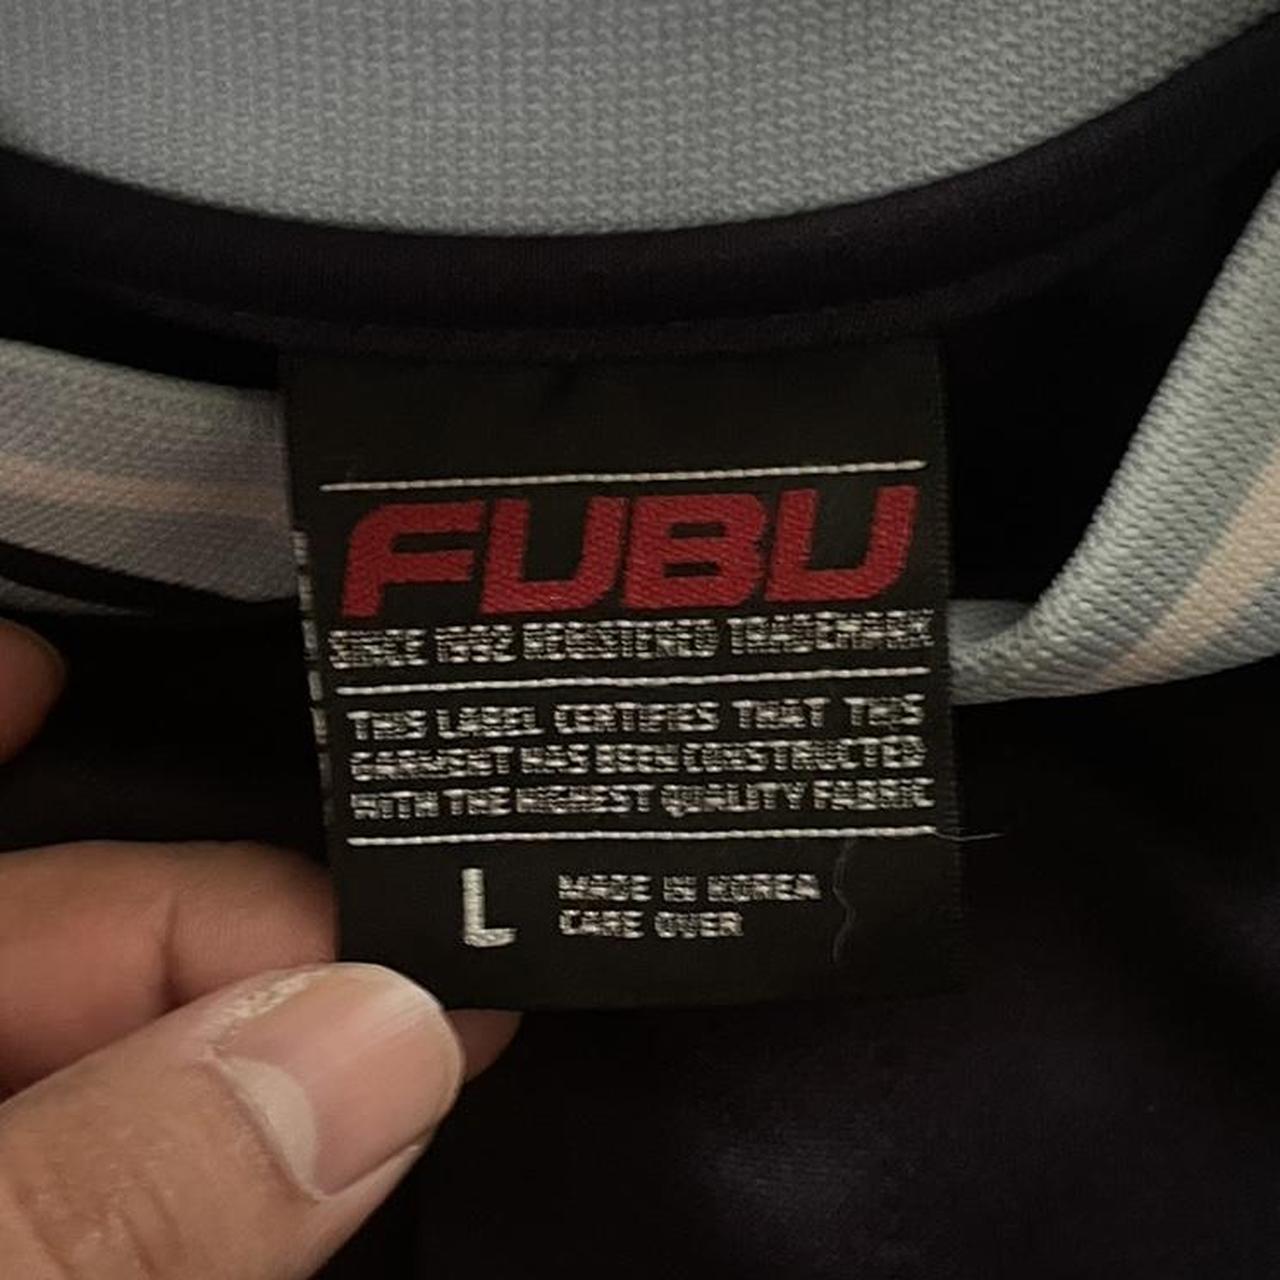 FUBU
SINCE 1992 REGISTERED TRADEMARK
THIS LABEL CERTIFIES THAT THIS
GARMENT HAS BEEN CONSTRUCTED
WITH THE HIGHEST QUALITY FABRIC
L
MADE IN KOREA
CARE OVER